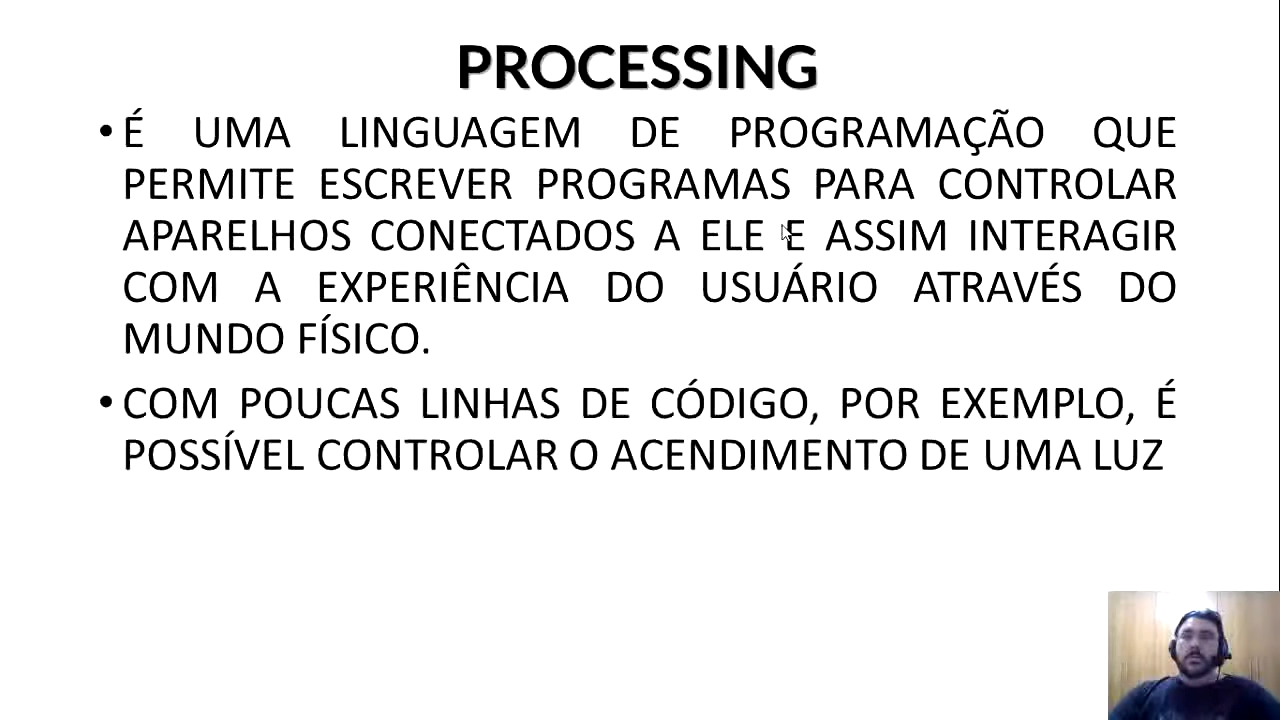 PROCESSING
• É UMA LINGUAGEM DE PROGRAMAÇÃO QUE
PERMITE ESCREVER PROGRAMAS PARA CONTROLAR
APARELHOS CONECTADOS A ELE E ASSIM INTERAGIR
COM A EXPERIÊNCIA DO USUÁRIO ATRAVÉS DO
MUNDO FÍSICO.
• COM POUCAS LINHAS DE CÓDIGO, POR EXEMPLO, É
POSSÍVEL CONTROLAR O ACENDIMENTO DE UMA LUZ